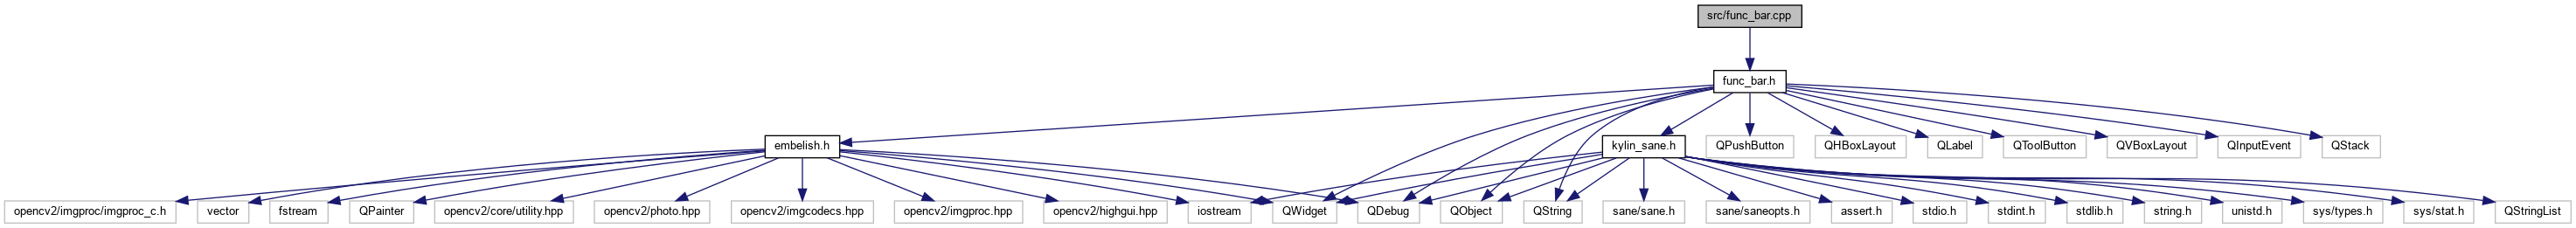 src/func_bar.cpp
func_bar.h
embelish.h
kylin_sane.h
QPushButton
QHBoxLayout
QLabel
QToolButton
QVBoxLayout
QInputEvent
QStack
opencv2/imgproc/imgproc_c.h
vector
fstream
QPainter
opencv2/core/utility.hpp
opencv2/photo.hpp
opencv2/imgcodecs.hpp
opencv2/imgproc.hpp
opencv2/highgui.hpp
iostream
QWidget
QDebug
QObject
QString
sane/sane.h
sane/saneopts.h
assert.h
stdio.h
stdint.h
stdlib.h
string.h
unistd.h
sys/types.h
sys/stat.h
QStringList